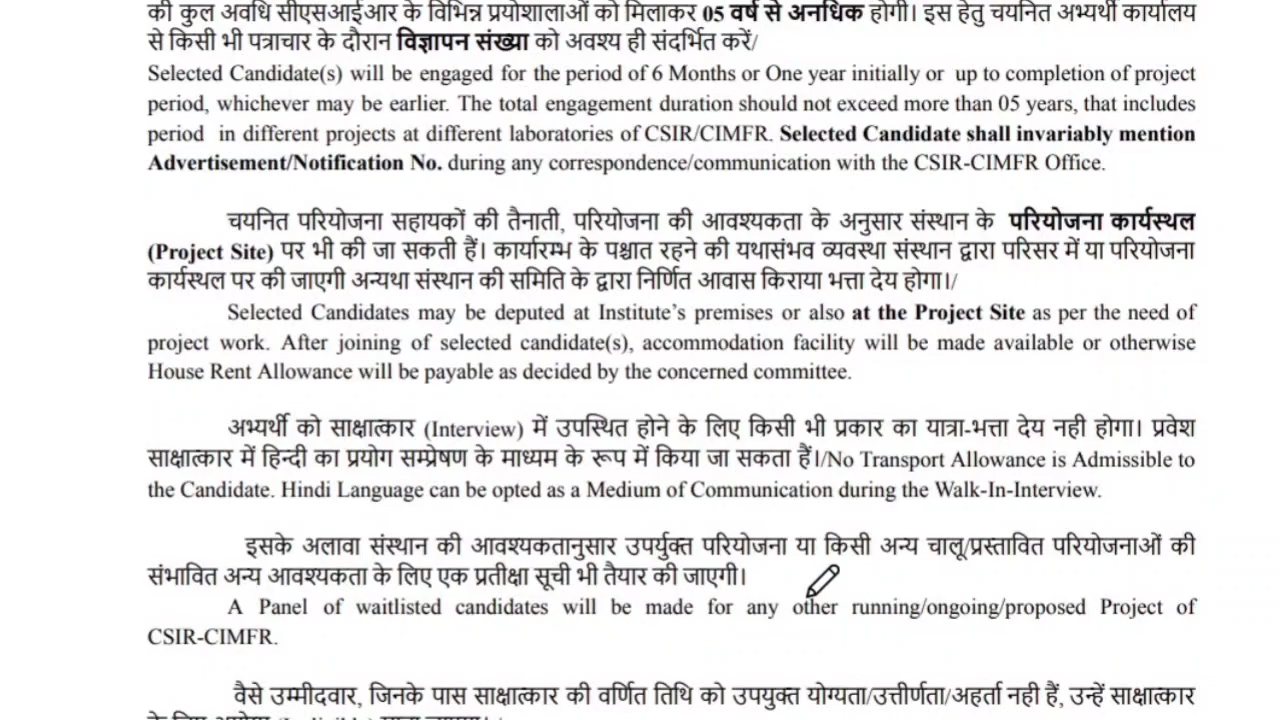 की कुल अवधि सीएसआईआर के विभिन्न प्रयोशालाओं को मिलाकर 05 वर्ष से अनधिक होगी। इस हेतु चयनित अभ्यर्थी कार्यालय
से किसी भी पत्राचार के दौरान विज्ञापन संख्या को अवश्य ही संदर्भित करें/
Selected Candidate(s) will be engaged for the period of 6 Months or One year initially or up to completion of project
period, whichever may be earlier. The total engagement duration should not exceed more than 05 years, that includes
period in different projects at different laboratories of CSIR/CIMFR. Selected Candidate shall invariably mention
Advertisement/Notification No. during any correspondence/communication with the CSIR-CIMFR Office.
चयनित परियोजना सहायकों की तैनाती, परियोजना की आवश्यकता के अनुसार संस्थान के परियोजना कार्यस्थल
(Project Site) पर भी की जा सकती हैं। कार्यारम्भ के पश्चात रहने की यथासंभव व्यवस्था संस्थान द्वारा परिसर में या परियोजना
कार्यस्थल पर की जाएगी अन्यथा संस्थान की समिति के द्वारा निर्णित आवास किराया भत्ता देय होगा।/
Selected Candidates may be deputed at Institute’s premises or also at the Project Site as per the need of
project work. After joining of selected candidate(s), accommodation facility will be made available or otherwise
House Rent Allowance will be payable as decided by the concerned committee.
अभ्यर्थी को साक्षात्कार (Interview) में उपस्थित होने के लिए किसी भी प्रकार का यात्रा-भत्ता देय नही होगा। प्रवेश
साक्षात्कार में हिन्दी का प्रयोग सम्प्रेषण के माध्यम के रूप में किया जा सकता हैं।/No Transport Allowance is Admissible to
the Candidate. Hindi Language can be opted as a Medium of Communication during the Walk-In-Interview.
इसके अलावा संस्थान की आवश्यकतानुसार उपर्युक्त परियोजना या किसी अन्य चालू/प्रस्तावित परियोजनाओं की
संभावित अन्य आवश्यकता के लिए एक प्रतीक्षा सूची भी तैयार की जाएगी।
A Panel of waitlisted candidates will be made for any other running/ongoing/proposed Project of
CSIR-CIMFR.
वैसे उम्मीदवार, जिनके पास साक्षात्कार की वर्णित तिथि को उपयुक्त योग्यता/उत्तीर्णता/अहर्ता नही हैं, उन्हें साक्षात्कार